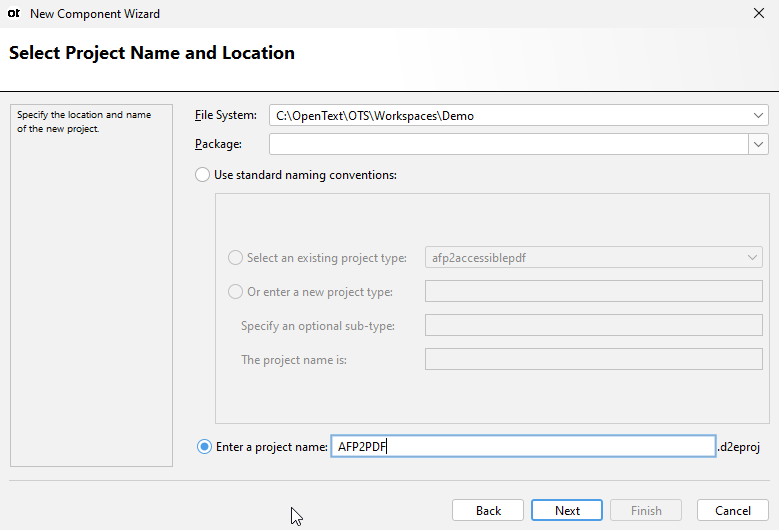 ot New Component Wizard
Select Project Name and Location
Specify the location and name
of the new project.
File System: C:\OpenText\OTS\Workspaces\Demo
Package:
Use standard naming conventions:
Select an existing project type: afp2accessiblepdf
Or enter a new project type:
Specify an optional sub-type:
The project name is:
Enter a project name: AFP2PDF .d2eproj
Back Next Finish Cancel